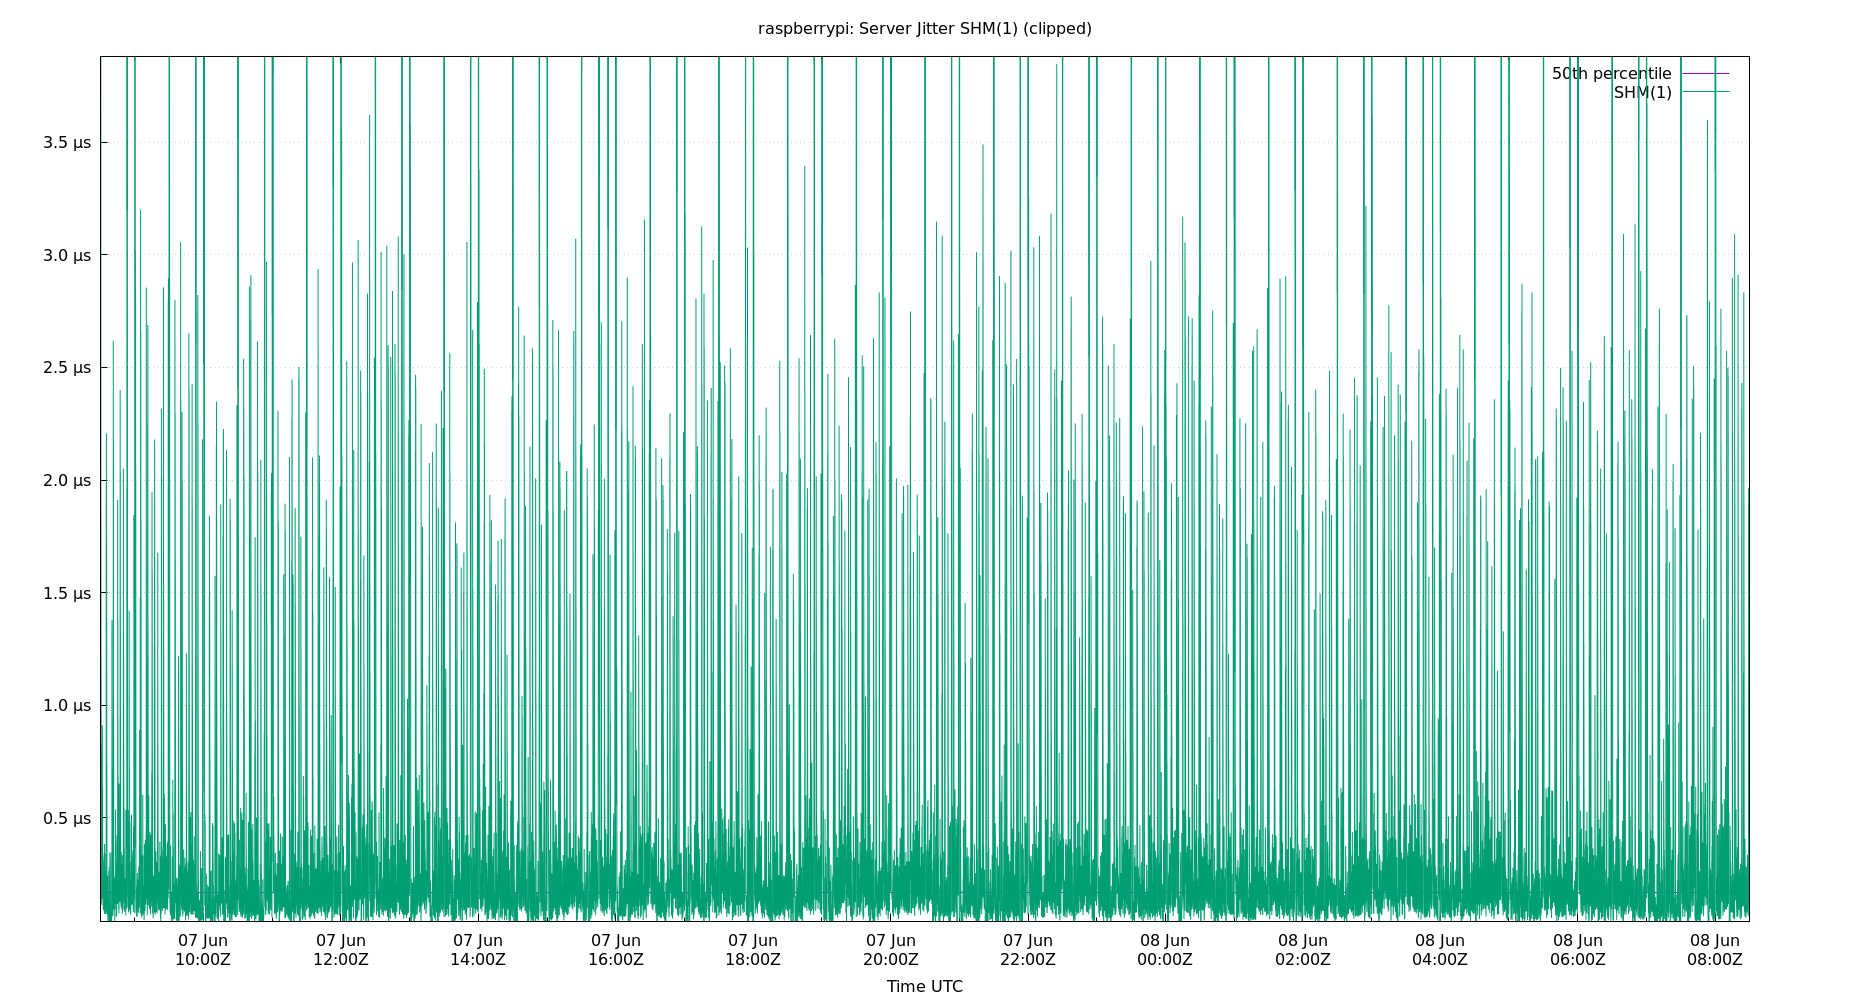 raspberrypi: Server Jitter SHM(1) (clipped)
50th percentile
SHM(1)
3.5 µs
3.0 µs
2.5 µs
2.0 µs
1.5 µs
1.0 µs
0.5 µs
07 Jun 07 Jun 07 Jun 07 Jun 07 Jun 07 Jun 07 Jun 08 Jun 08 Jun 08 Jun 08 Jun 08 Jun
10:00Z 12:00Z 14:00Z 16:00Z 18:00Z 20:00Z 22:00Z 00:00Z 02:00Z 04:00Z 06:00Z 08:00Z
Time UTC